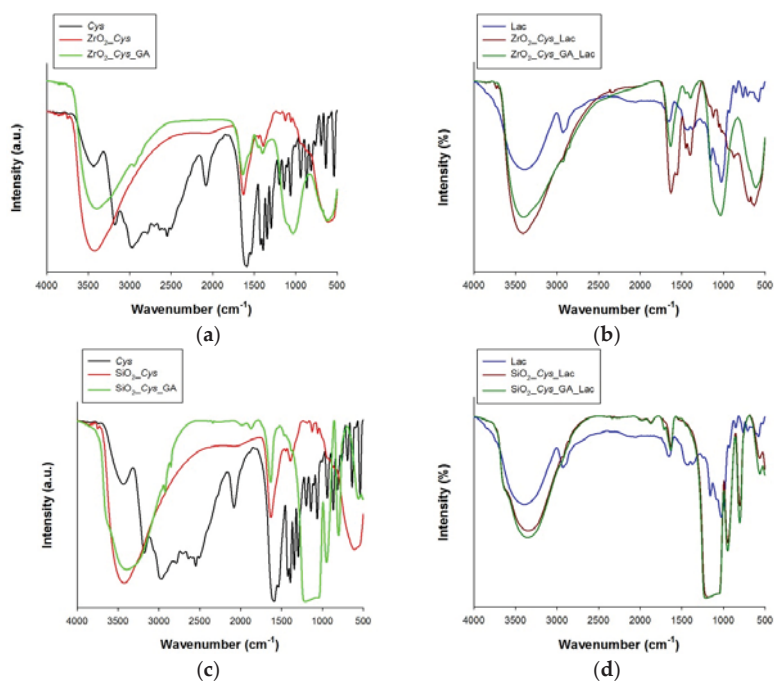 Cys
ZrO₂_Cys
ZrO₂_Cys_GA
Intensity (a.u.)
4000 3500 3000 2500 2000 1500 1000 500
Wavenumber (cm⁻¹)
(a)
Lac
ZrO₂_Cys_Lac
ZrO₂_Cys_GA_Lac
Intensity (%)
4000 3500 3000 2500 2000 1500 1000 500
Wavenumber (cm⁻¹)
(b)
Cys
SiO₂_Cys
SiO₂_Cys_GA
Intensity (a.u.)
4000 3500 3000 2500 2000 1500 1000 500
Wavenumber (cm⁻¹)
(c)
Lac
SiO₂_Cys_Lac
SiO₂_Cys_GA_Lac
Intensity (%)
4000 3500 3000 2500 2000 1500 1000 500
Wavenumber (cm⁻¹)
(d)